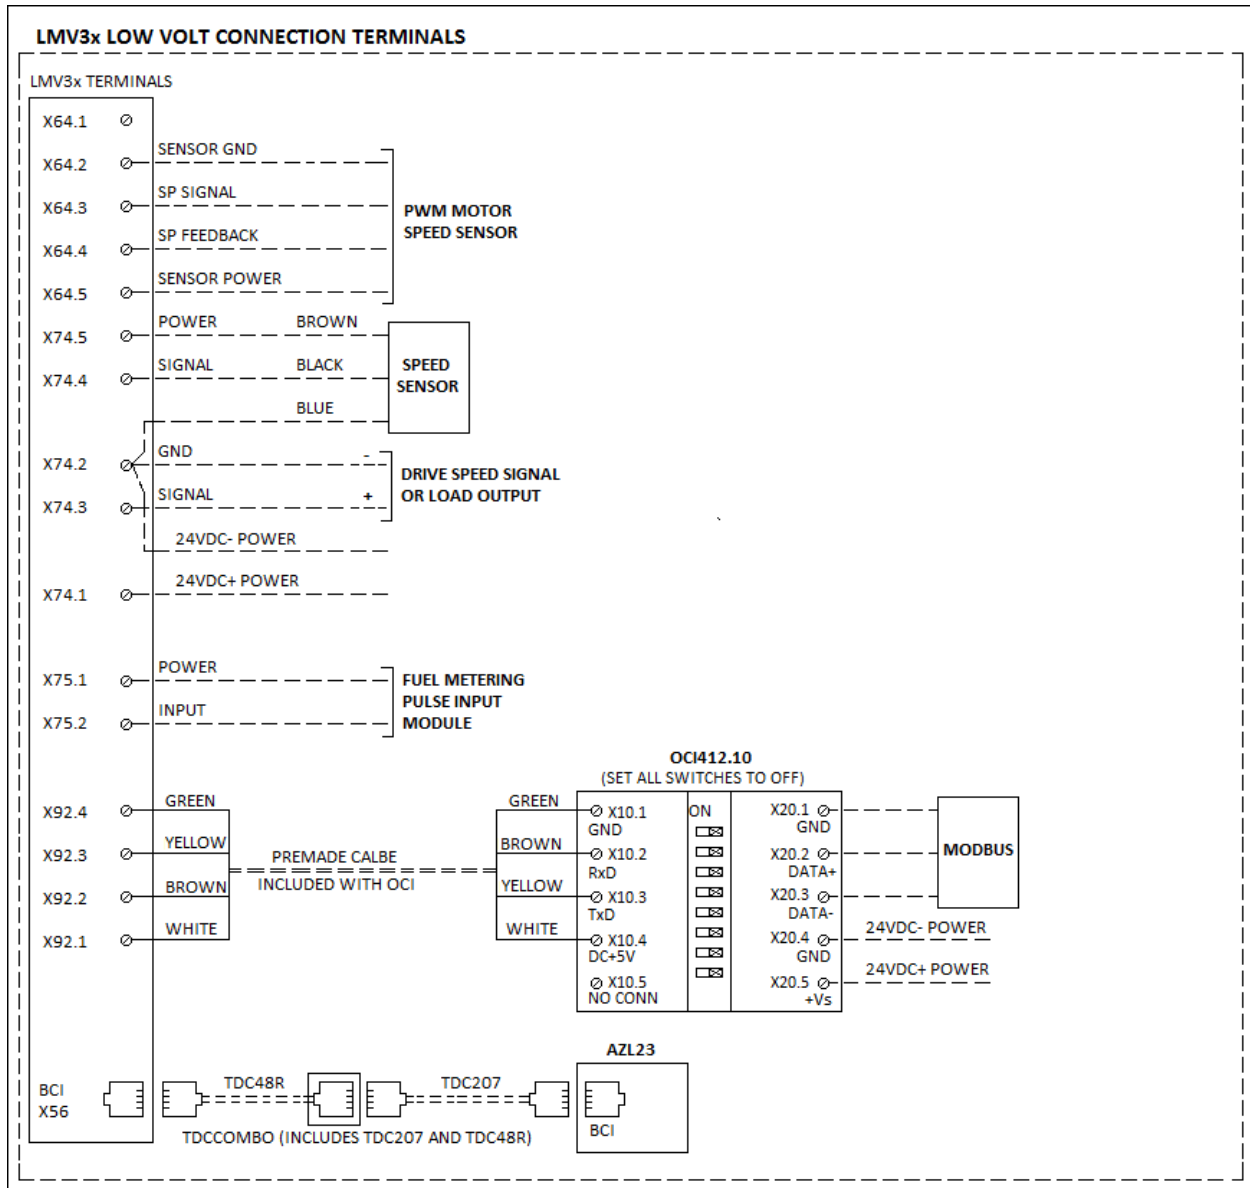 LMV3x LOW VOLT CONNECTION TERMINALS
LMV3x TERMINALS
X64.1
X64.2 SENSOR GND
X64.3 SP SIGNAL
X64.4 SP FEEDBACK
X64.5 SENSOR POWER
PWM MOTOR
SPEED SENSOR
X74.5 POWER BROWN
X74.4 SIGNAL BLACK
BLUE
SPEED
SENSOR
X74.2 GND -
X74.3 SIGNAL +
DRIVE SPEED SIGNAL
OR LOAD OUTPUT
24VDC- POWER
X74.1 24VDC+ POWER
X75.1 POWER
X75.2 INPUT
FUEL METERING
PULSE INPUT
MODULE
OCI412.10
(SET ALL SWITCHES TO OFF)
X92.4 GREEN
X92.3 YELLOW
X92.2 BROWN
X92.1 WHITE
PREMADE CALBE
INCLUDED WITH OCI
GREEN X10.1
GND
BROWN X10.2
RxD
YELLOW X10.3
TxD
WHITE X10.4
DC+5V
X10.5
NO CONN
ON
X20.1
GND
X20.2
DATA+
X20.3
DATA-
X20.4 24VDC- POWER
GND
X20.5 24VDC+ POWER
+Vs
MODBUS
AZL23
BCI
X56
TDC48R
TDC207
BCI
TDCCOMBO (INCLUDES TDC207 AND TDC48R)